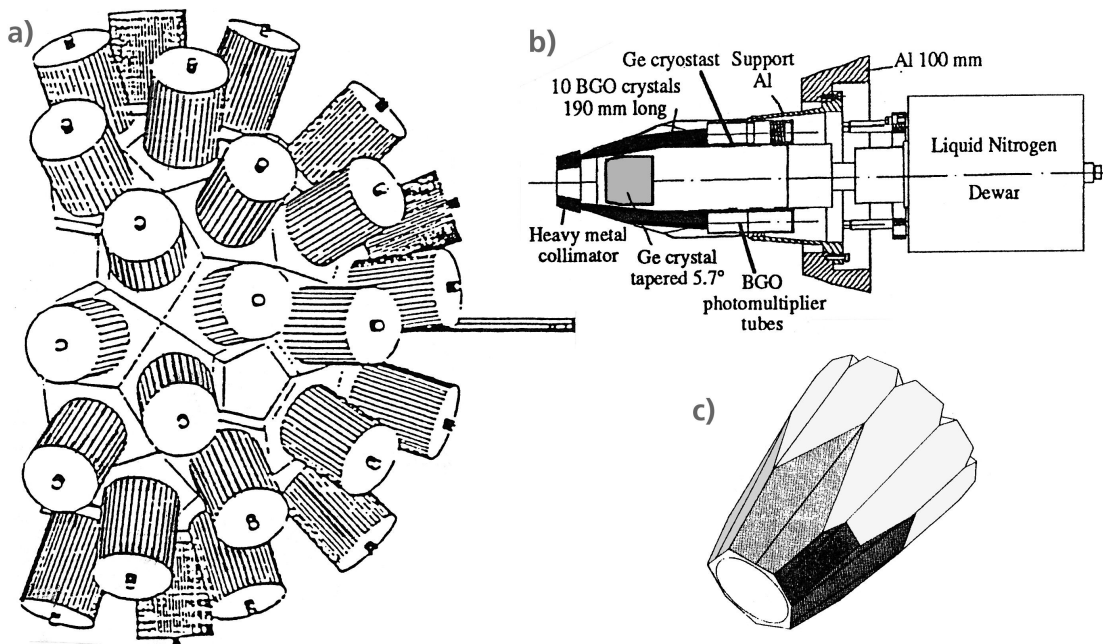 a)
b)
Ge cryostast
Support
Al
Al 100 mm
10 BGO crystals
190 mm long
Liquid Nitrogen
Dewar
Heavy metal
collimator
Ge crystal
tapered 5.7°
BGO
photomultiplier
tubes
c)